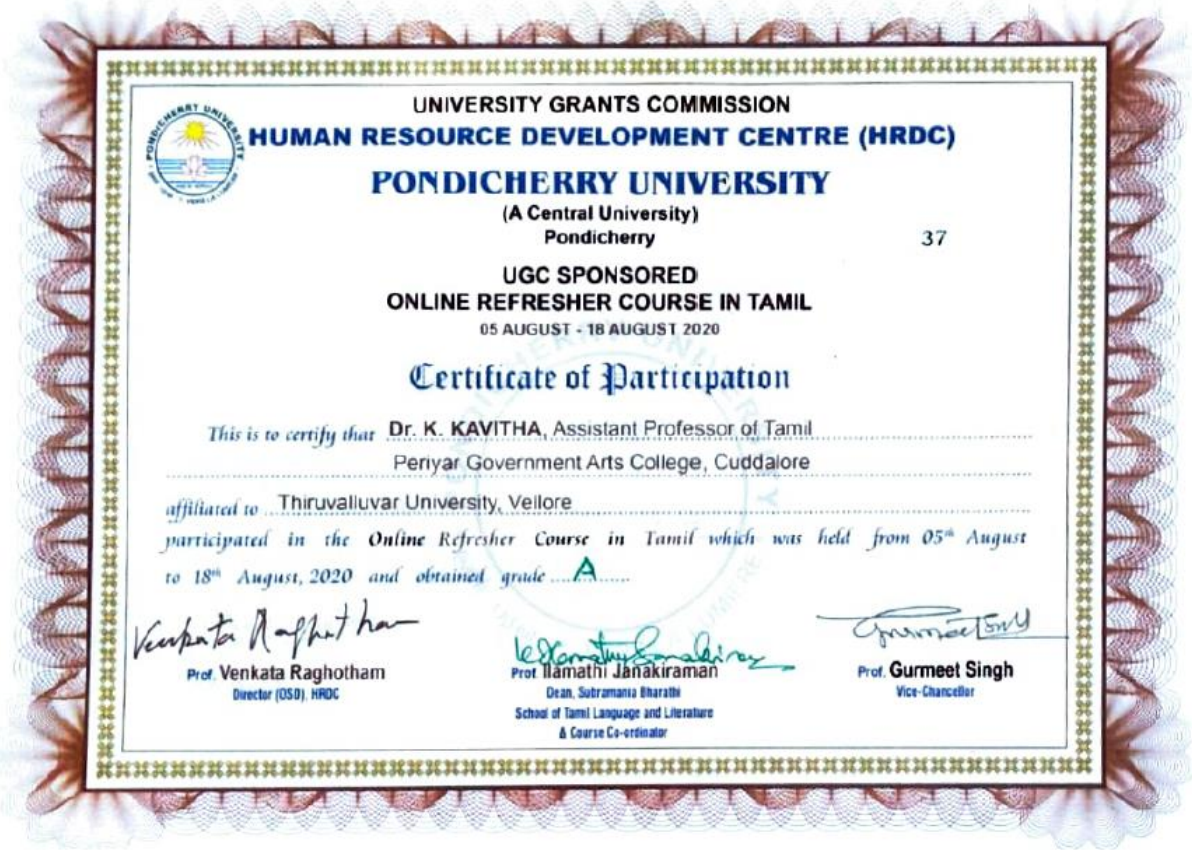 UNIVERSITY GRANTS COMMISSION
HUMAN RESOURCE DEVELOPMENT CENTRE (HRDC)
PONDICHERRY UNIVERSITY
(A Central University)
Pondicherry
37
UGC SPONSORED
ONLINE REFRESHER COURSE IN TAMIL
05 AUGUST - 18 AUGUST 2020
Certificate of Participation
This is to certify that Dr. K. KAVITHA, Assistant Professor of Tamil
Periyar Government Arts College, Cuddalore
affiliated to Thiruvalluvar University, Vellore
participated in the Online Refresher Course in Tamil which was held from 05th August
to 18th August, 2020 and obtained grade A
Venkata Raghotham
Prof. Venkata Raghotham
Director (OSD), HRDC
Prof. Ilamathi Janakiraman
Dean, Subramania Bharathi
School of Tamil Language and Literature
& Course Co-ordinator
Prof. Gurmeet Singh
Vice-Chancellor
PONDICHERRY UNIVERSITY